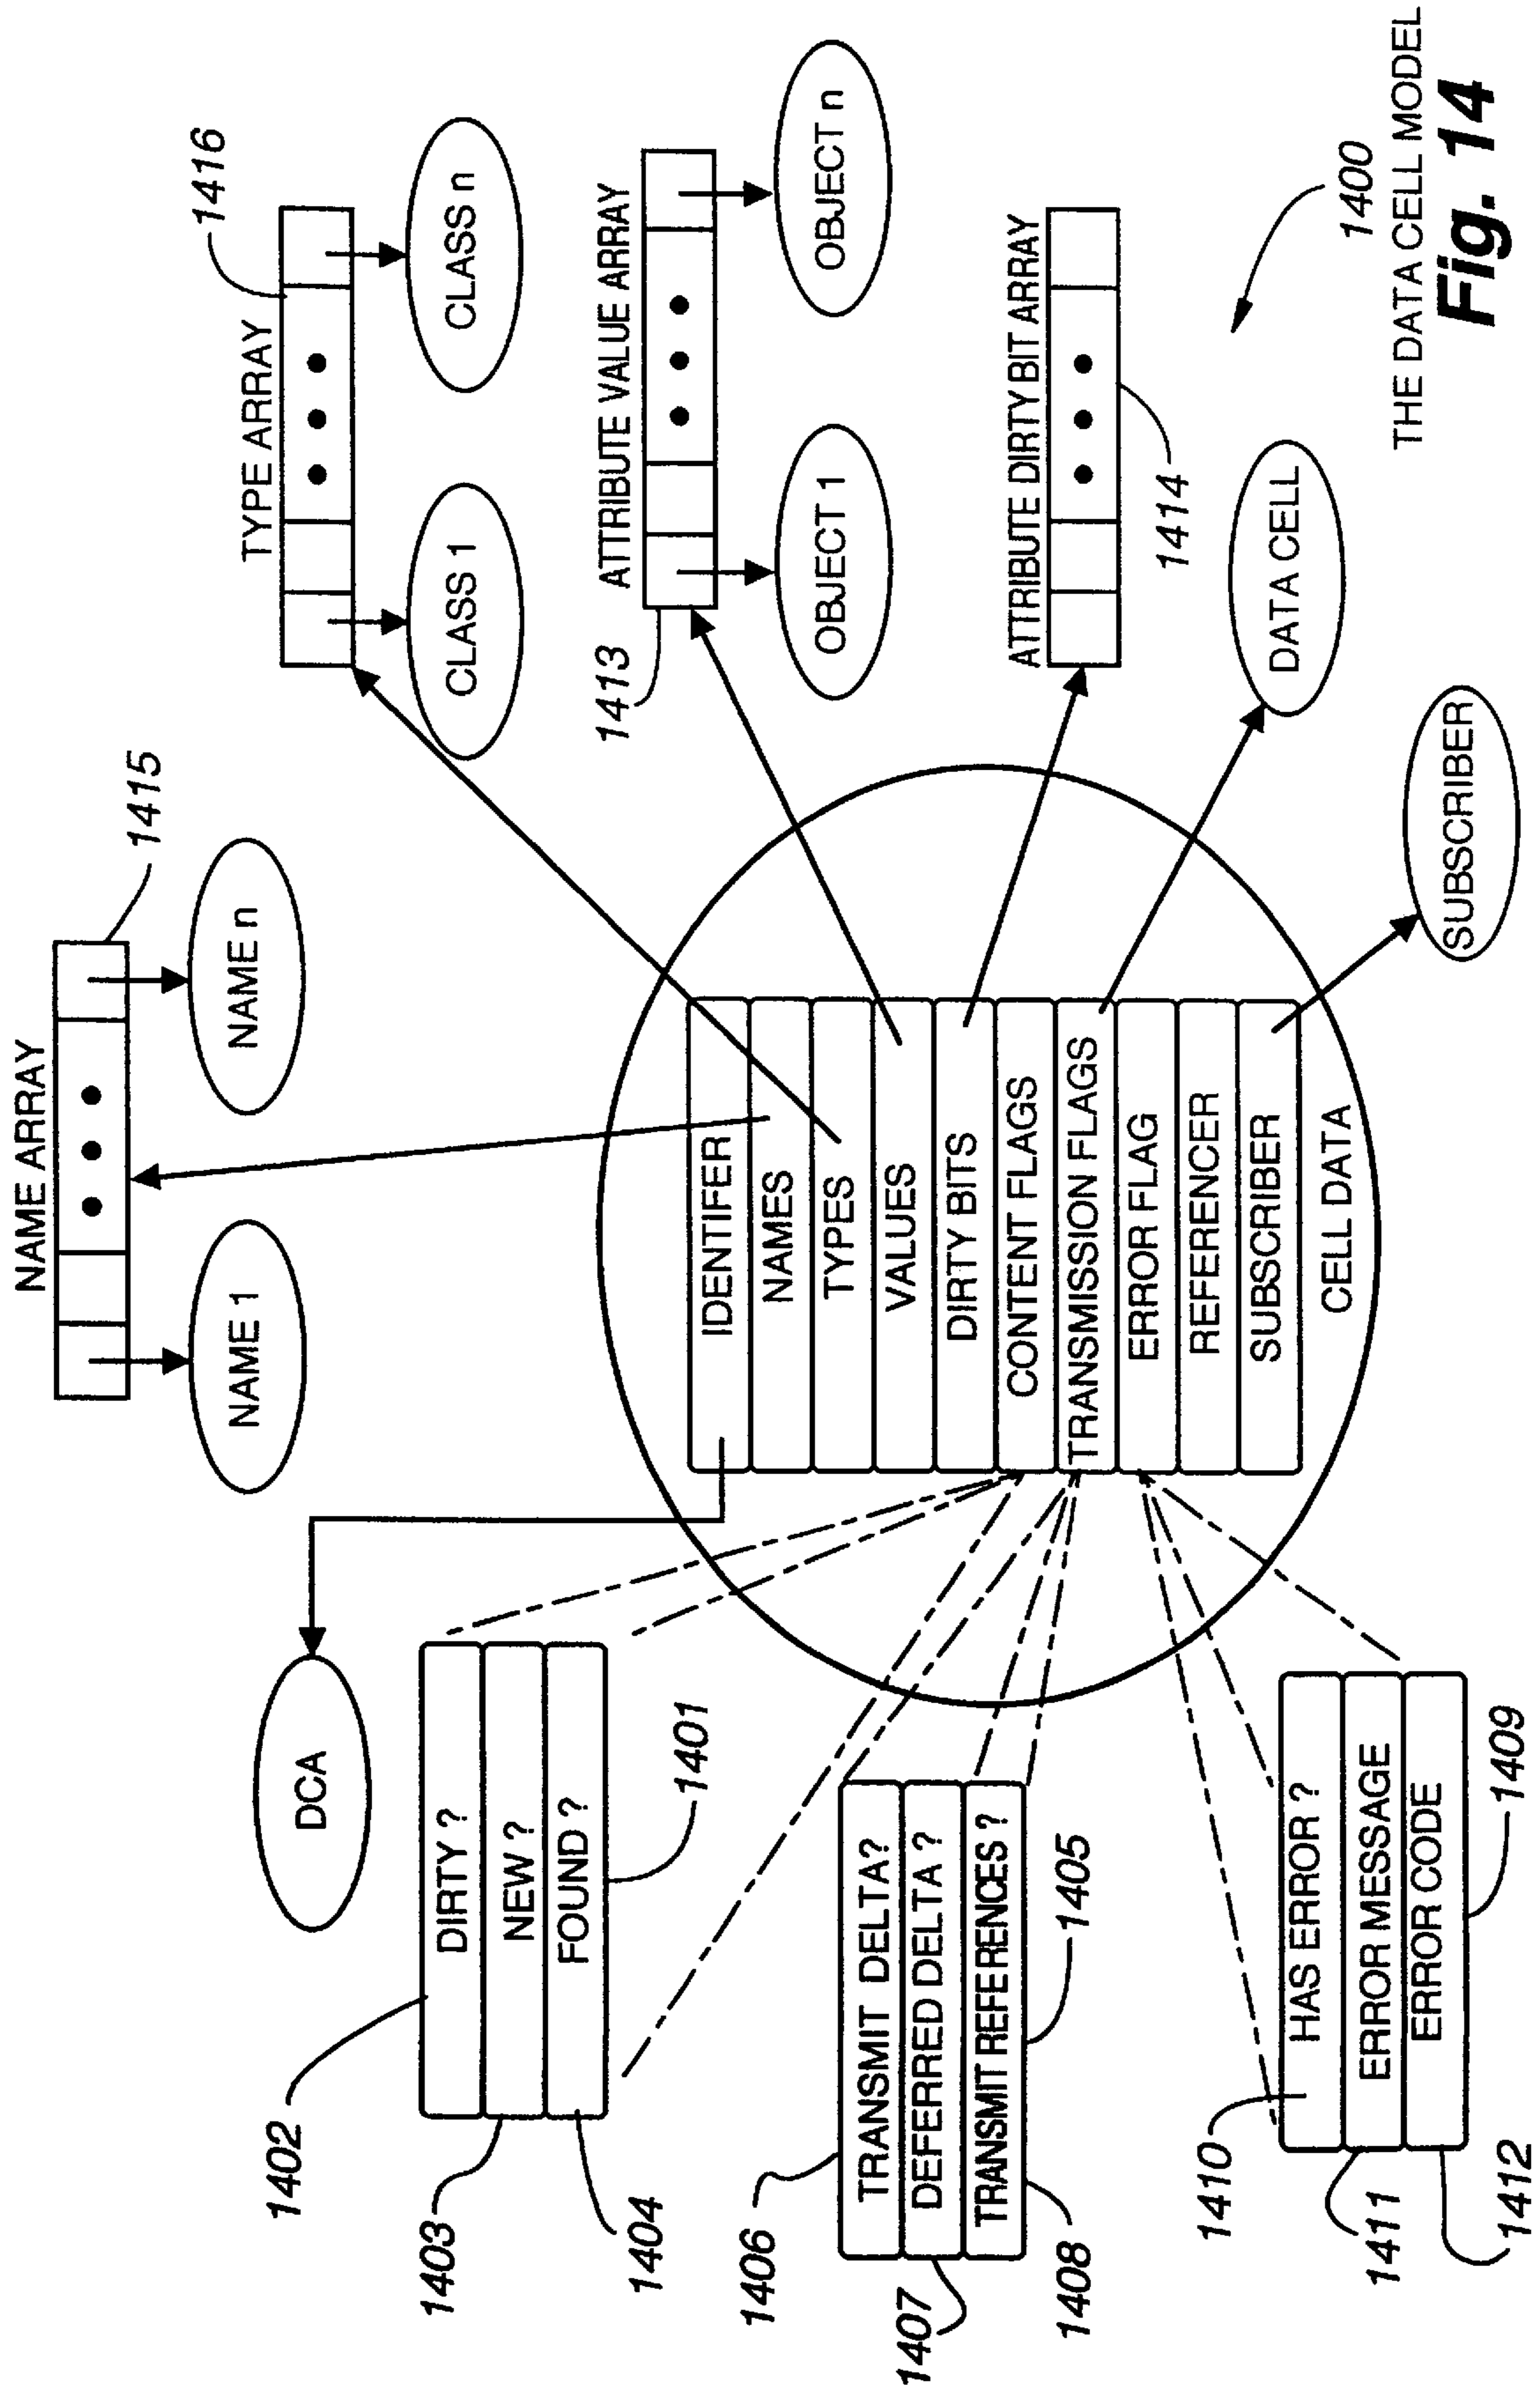 NAME ARRAY
1415
NAME 1
NAME n
TYPE ARRAY
1416
CLASS 1
CLASS n
DCA
1402
DIRTY ?
1403
NEW ?
1404
FOUND ?
1401
ATTRIBUTE VALUE ARRAY
1413
OBJECT 1
OBJECT n
IDENTIFER
NAMES
TYPES
VALUES
DIRTY BITS
CONTENT FLAGS
TRANSMISSION FLAGS
ERROR FLAG
REFERENCER
SUBSCRIBER
CELL DATA
1406
TRANSMIT DELTA?
1407
DEFERRED DELTA ?
1408
TRANSMIT REFERENCES ?
1405
ATTRIBUTE DIRTY BIT ARRAY
1414
DATA CELL
SUBSCRIBER
1410
HAS ERROR ?
1411
ERROR MESSAGE
1412
ERROR CODE
1409
1400
THE DATA CELL MODEL
Fig. 14